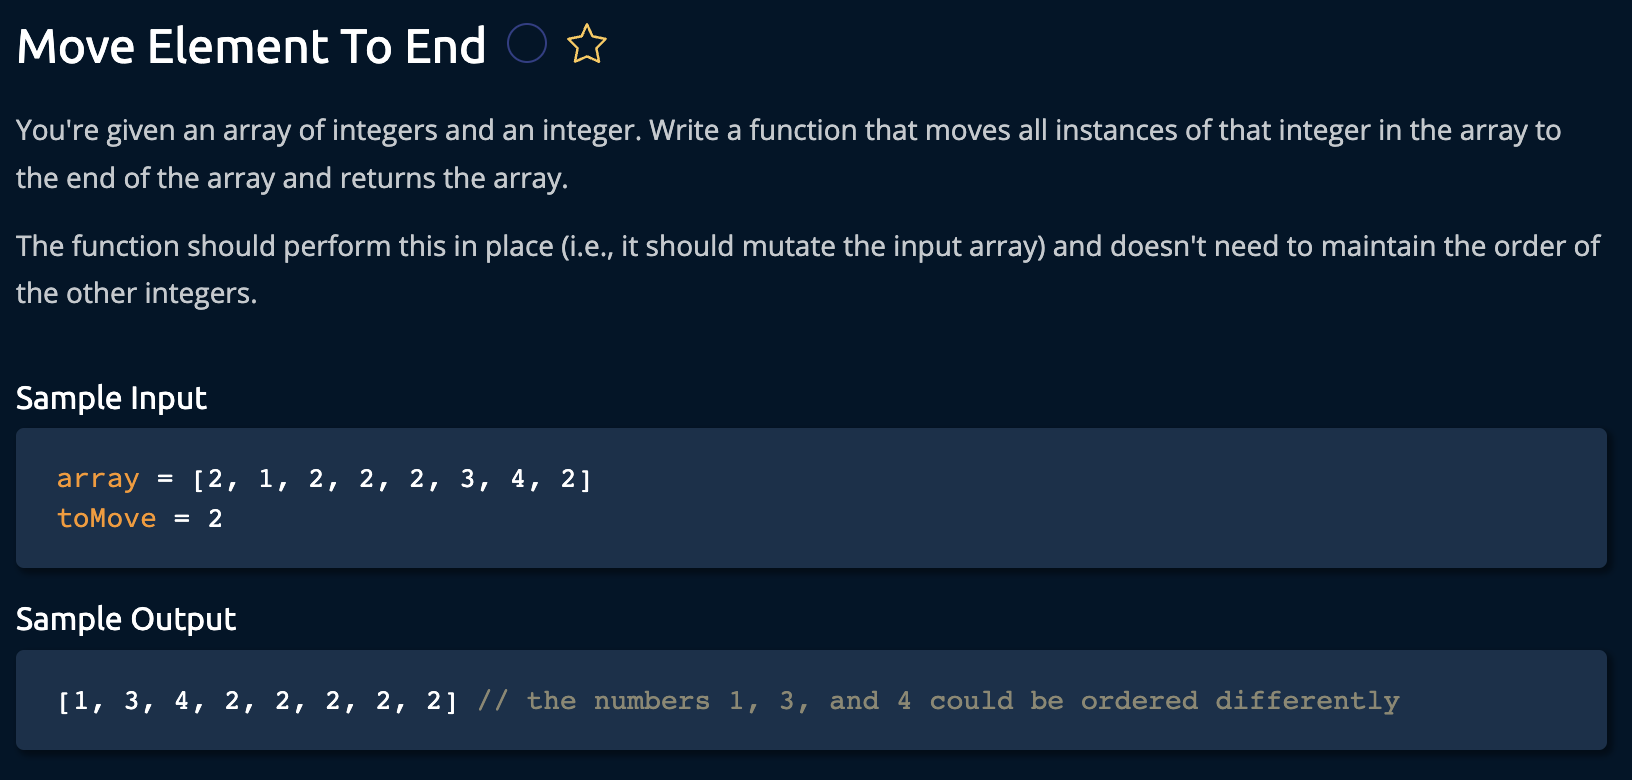 Move Element To End
You're given an array of integers and an integer. Write a function that moves all instances of that integer in the array to
the end of the array and returns the array.
The function should perform this in place (i.e., it should mutate the input array) and doesn't need to maintain the order of
the other integers.
Sample Input
array = [2, 1, 2, 2, 2, 3, 4, 2]
toMove = 2
Sample Output
[1, 3, 4, 2, 2, 2, 2, 2] // the numbers 1, 3, and 4 could be ordered differently